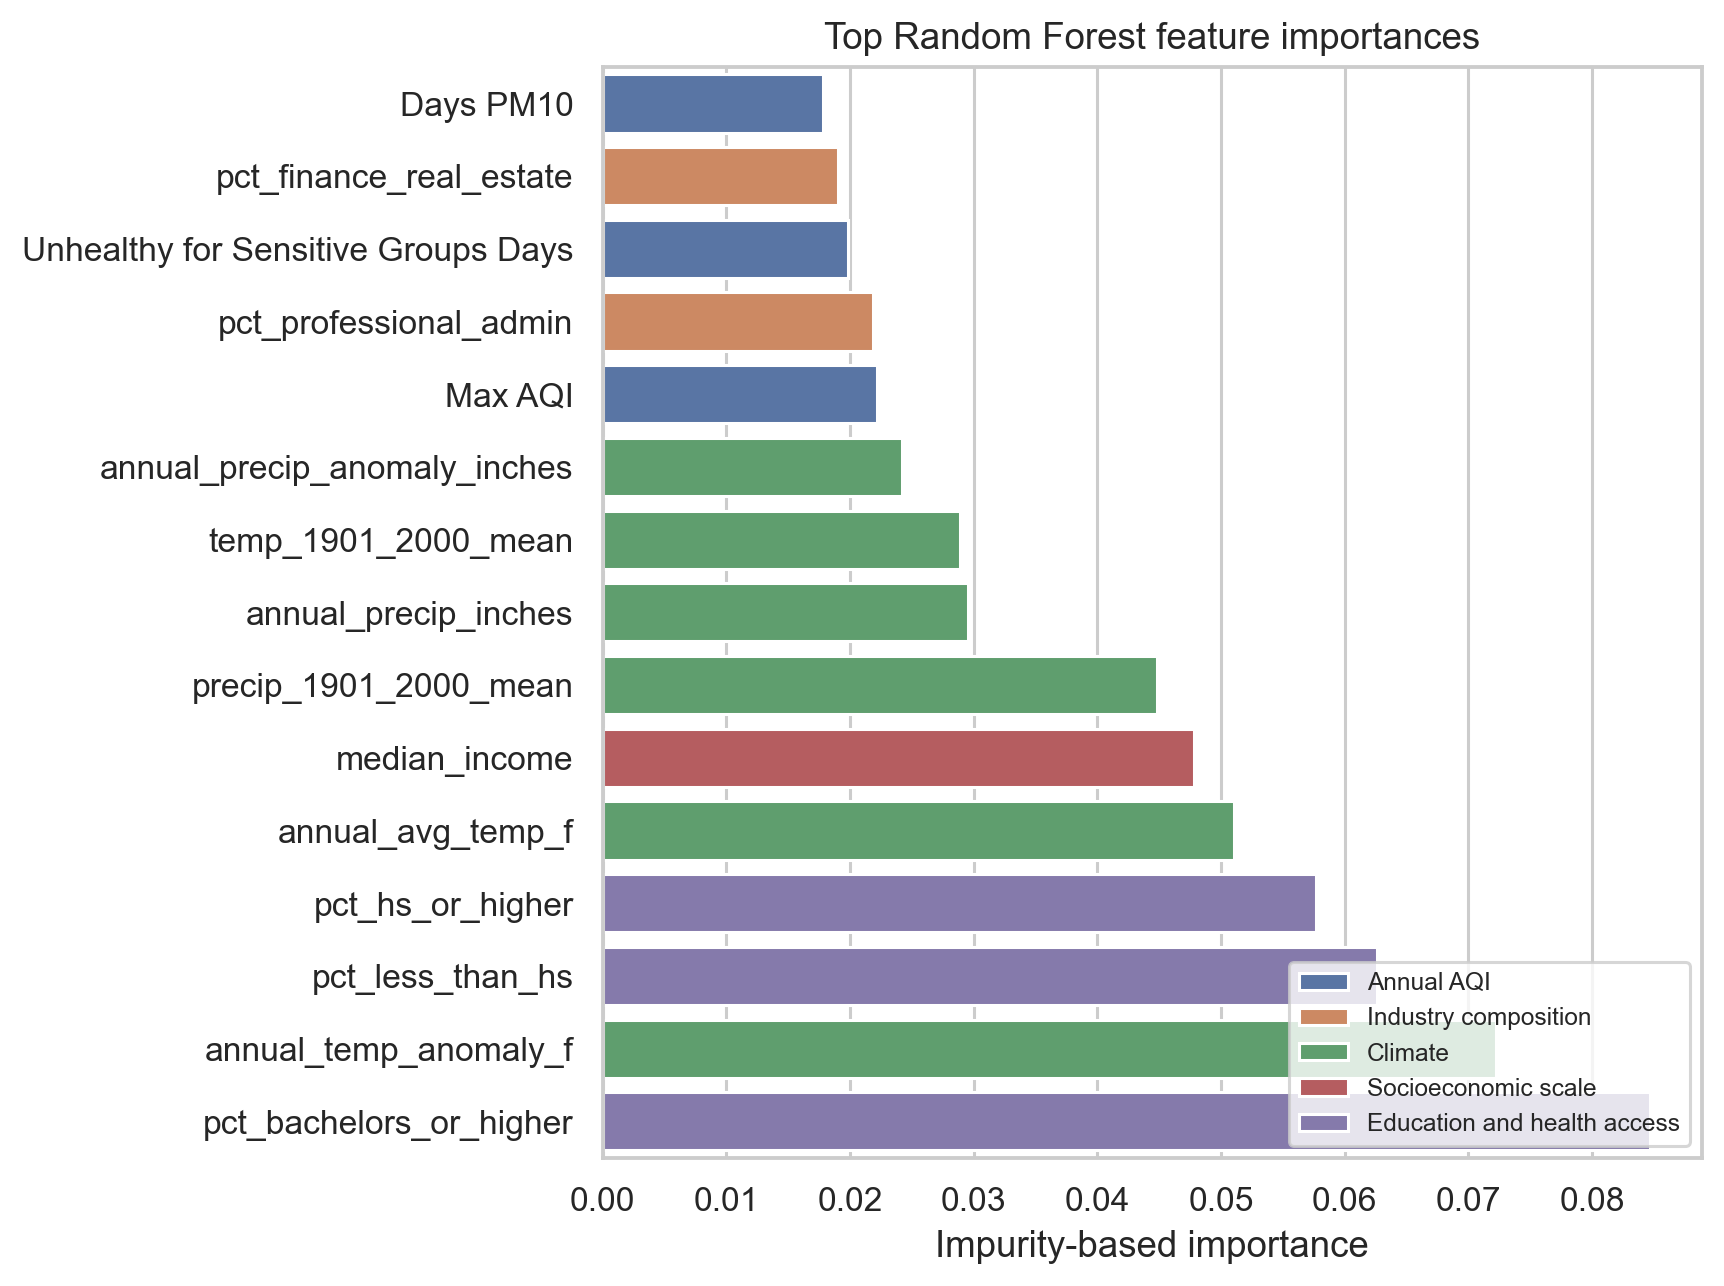 Top Random Forest feature importances
Days PM10
pct_finance_real_estate
Unhealthy for Sensitive Groups Days
pct_professional_admin
Max AQI
annual_precip_anomaly_inches
temp_1901_2000_mean
annual_precip_inches
precip_1901_2000_mean
median_income
annual_avg_temp_f
pct_hs_or_higher
pct_less_than_hs
annual_temp_anomaly_f
pct_bachelors_or_higher
Annual AQI
Industry composition
Climate
Socioeconomic scale
Education and health access
0.00 0.01 0.02 0.03 0.04 0.05 0.06 0.07 0.08
Impurity-based importance